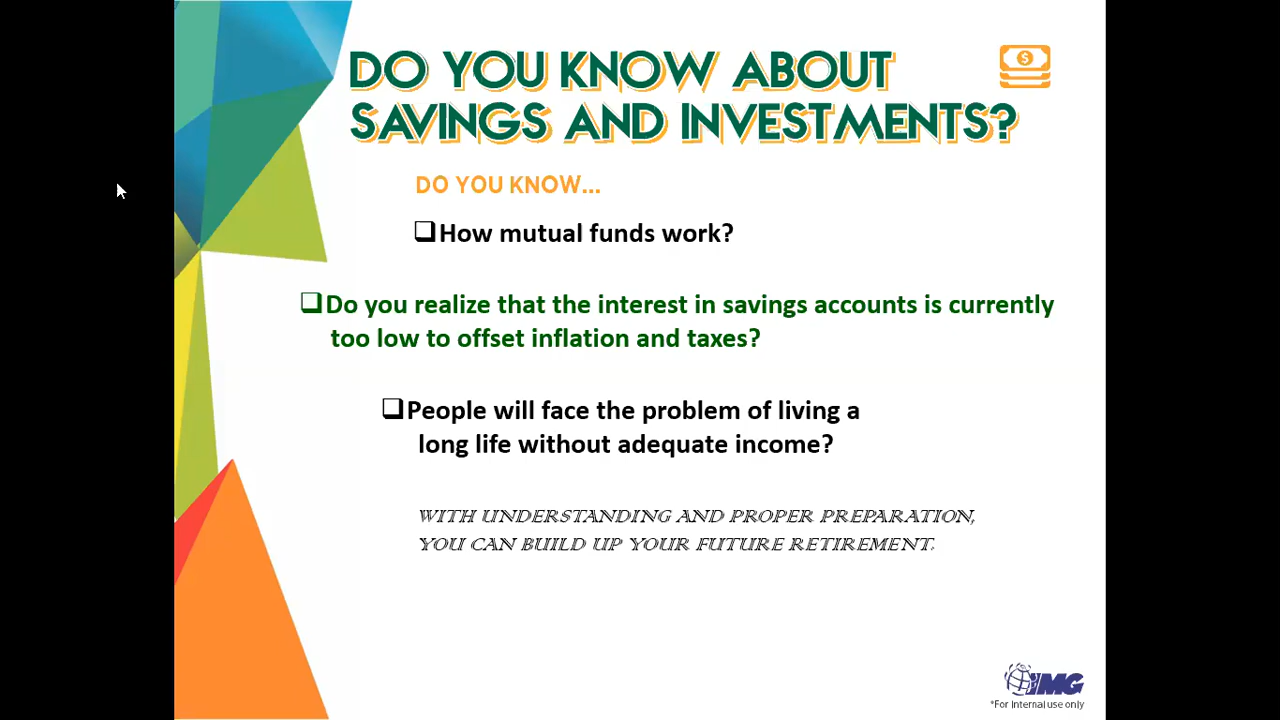 DO YOU KNOW ABOUT
SAVINGS AND INVESTMENTS?
DO YOU KNOW...
How mutual funds work?
Do you realize that the interest in savings accounts is currently
too low to offset inflation and taxes?
People will face the problem of living a
long life without adequate income?
WITH UNDERSTANDING AND PROPER PREPARATION,
YOU CAN BUILD UP YOUR FUTURE RETIREMENT.
IMG
*For internal use only